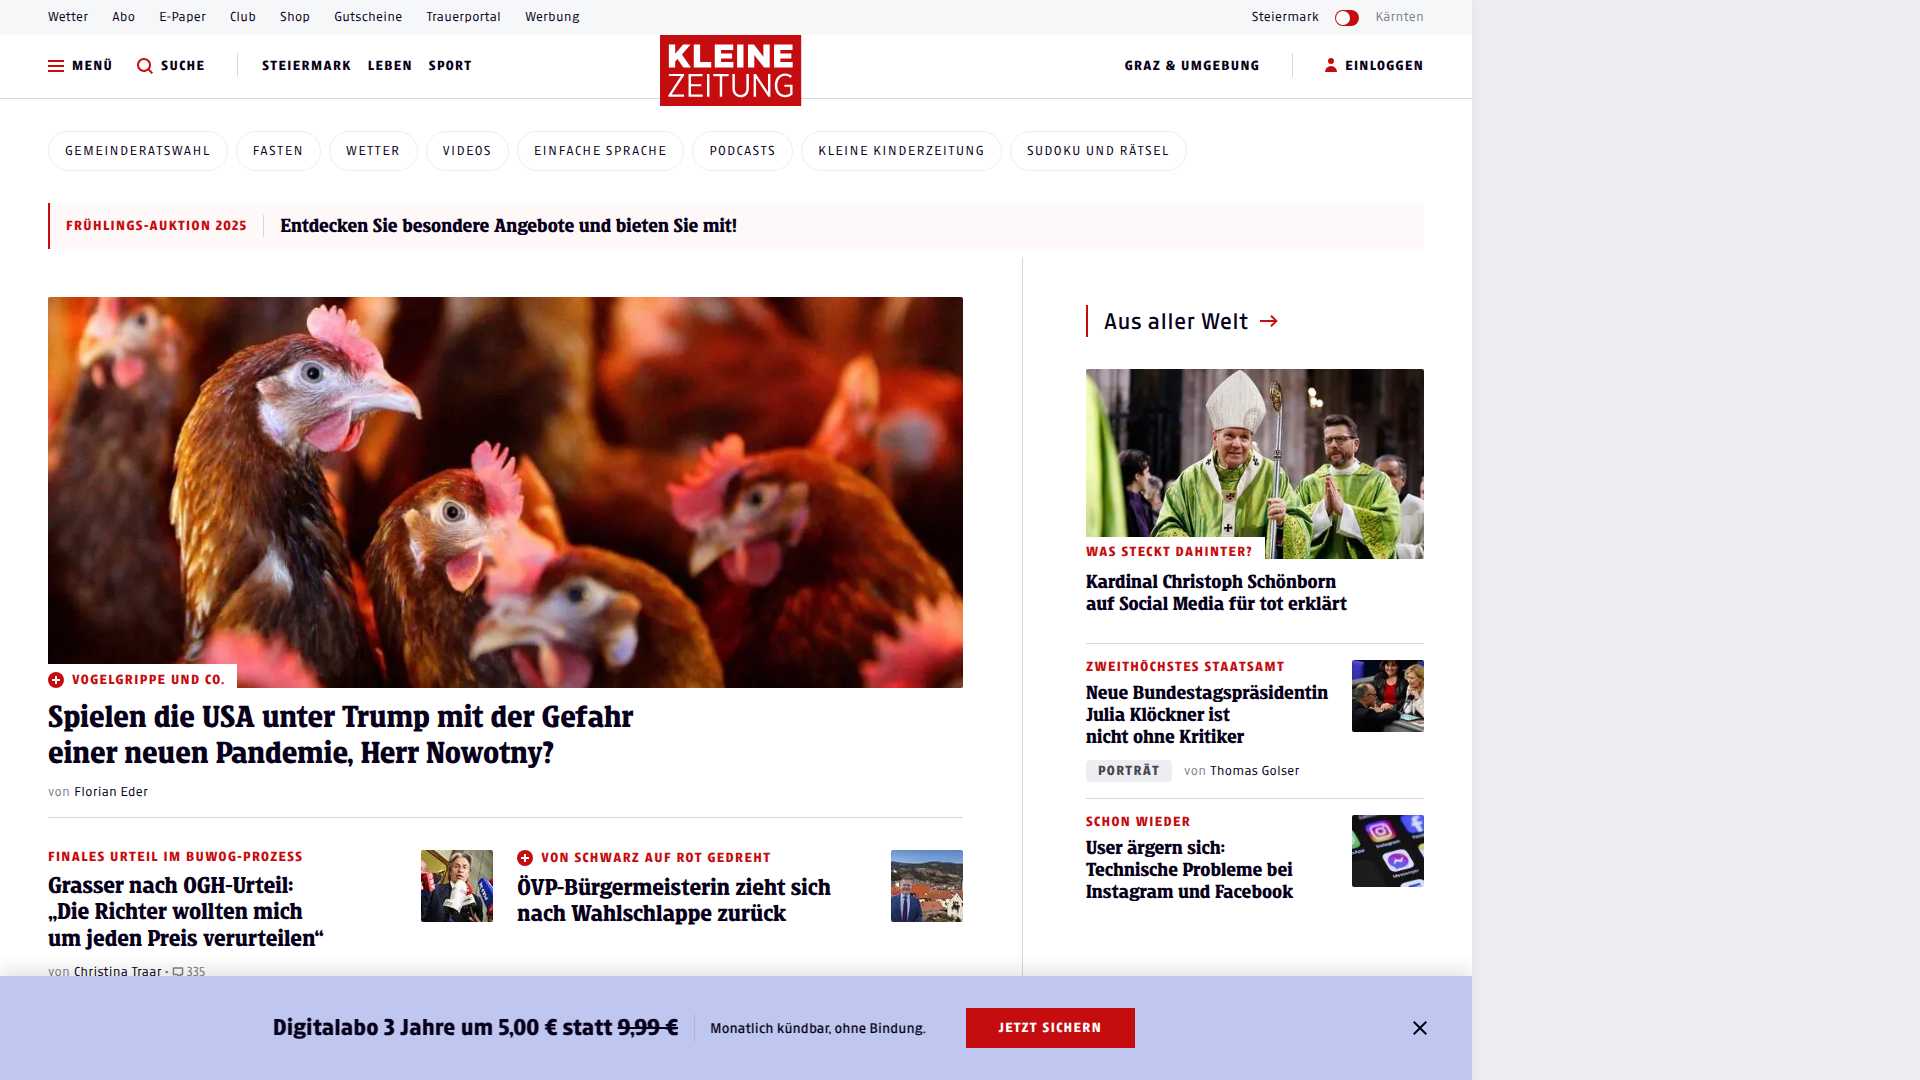 Wetter Abo E-Paper Club Shop Gutscheine Trauerportal Werbung Steiermark Kärnten
MENÜ SUCHE STEIERMARK LEBEN SPORT KLEINE ZEITUNG GRAZ & UMGEBUNG EINLOGGEN
GEMEINDERATSWAHL FASTEN WETTER VIDEOS EINFACHE SPRACHE PODCASTS KLEINE KINDERZEITUNG SUDOKU UND RÄTSEL
FRÜHLINGS-AUKTION 2025 Entdecken Sie besondere Angebote und bieten Sie mit!
VOGELGRIPPE UND CO.
Spielen die USA unter Trump mit der Gefahr
einer neuen Pandemie, Herr Nowotny?
von Florian Eder
FINALES URTEIL IM BUWOG-PROZESS
Grasser nach OGH-Urteil:
„Die Richter wollten mich
um jeden Preis verurteilen“
von Christina Traar • 335
VON SCHWARZ AUF ROT GEDREHT
ÖVP-Bürgermeisterin zieht sich
nach Wahlschlappe zurück
Aus aller Welt →
WAS STECKT DAHINTER?
Kardinal Christoph Schönborn
auf Social Media für tot erklärt
ZWEITHÖCHSTES STAATSAMT
Neue Bundestagspräsidentin
Julia Klöckner ist
nicht ohne Kritiker
PORTRÄT von Thomas Golser
SCHON WIEDER
User ärgern sich:
Technische Probleme bei
Instagram und Facebook
Digitalabo 3 Jahre um 5,00 € statt 9,99 € Monatlich kündbar, ohne Bindung. JETZT SICHERN